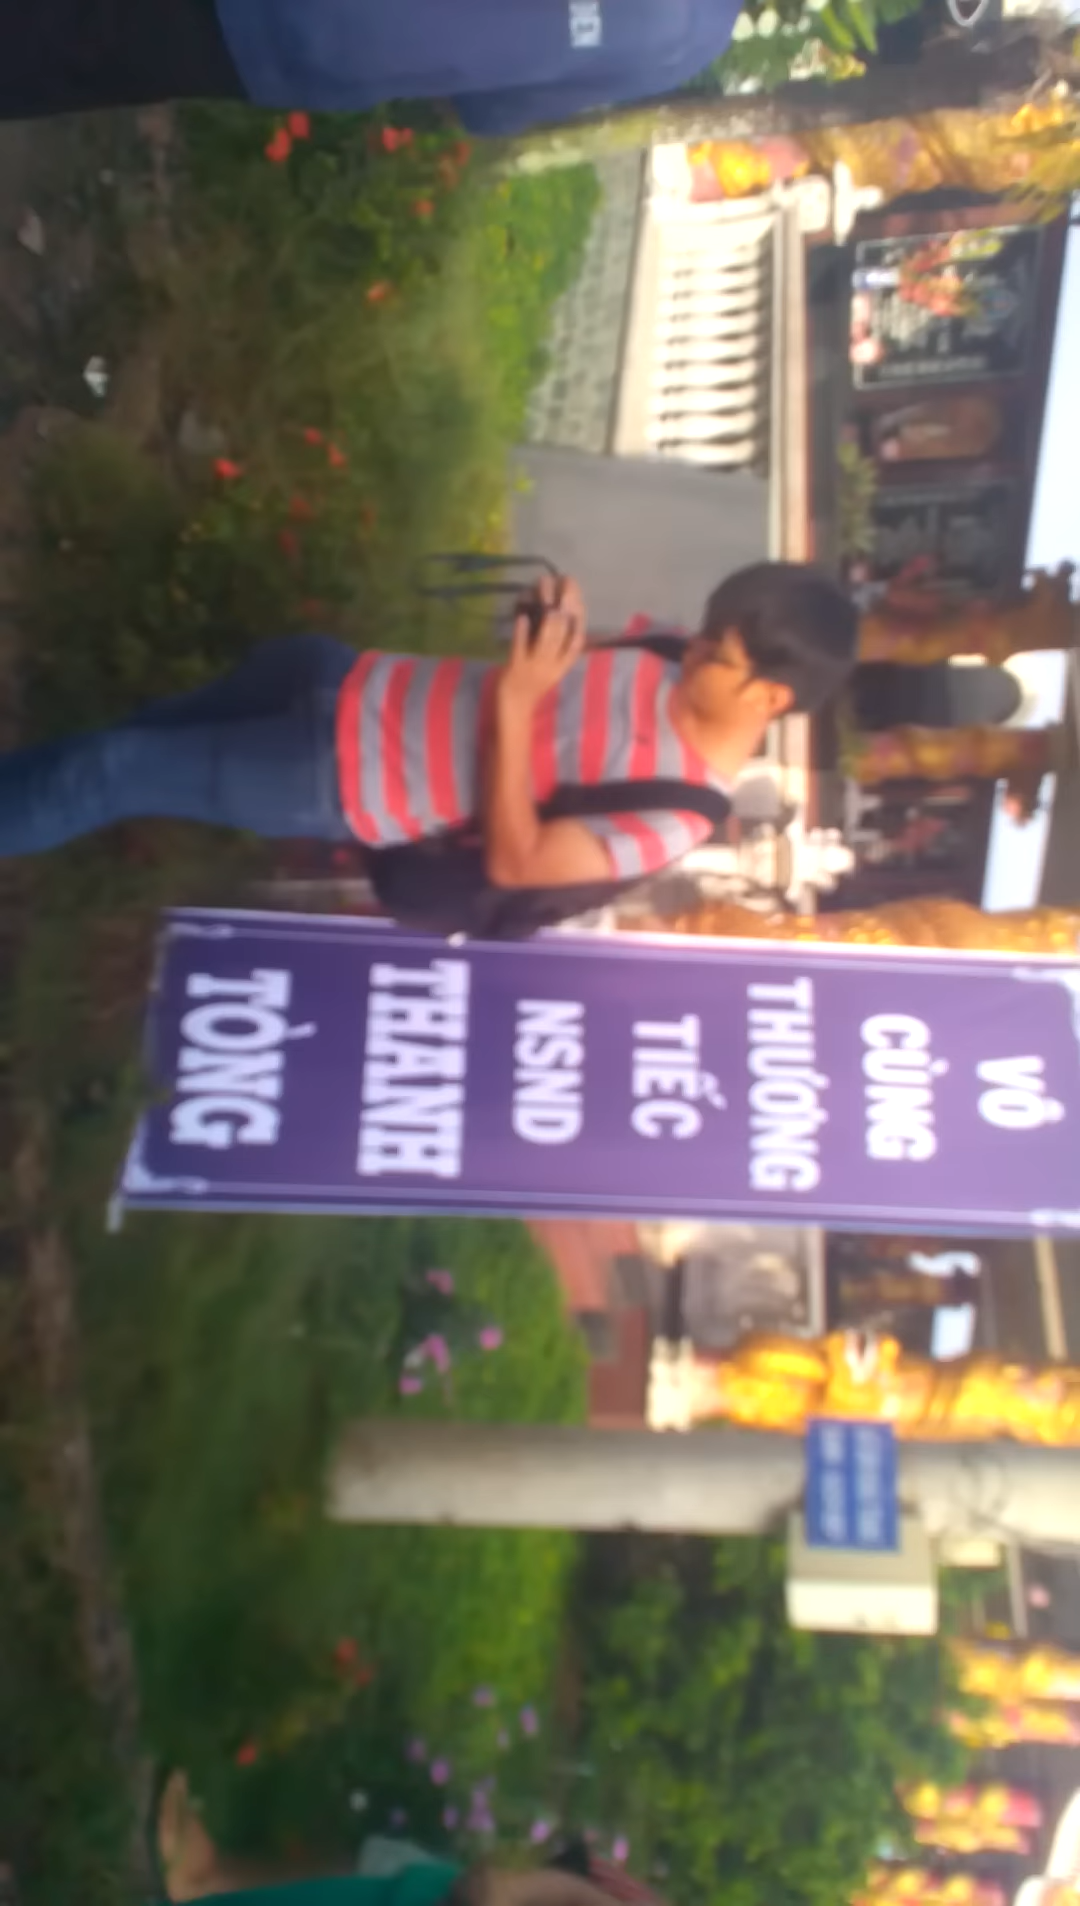 VÔ
CÙNG
THƯƠNG
TIẾC
NSND
THANH
TÒNG